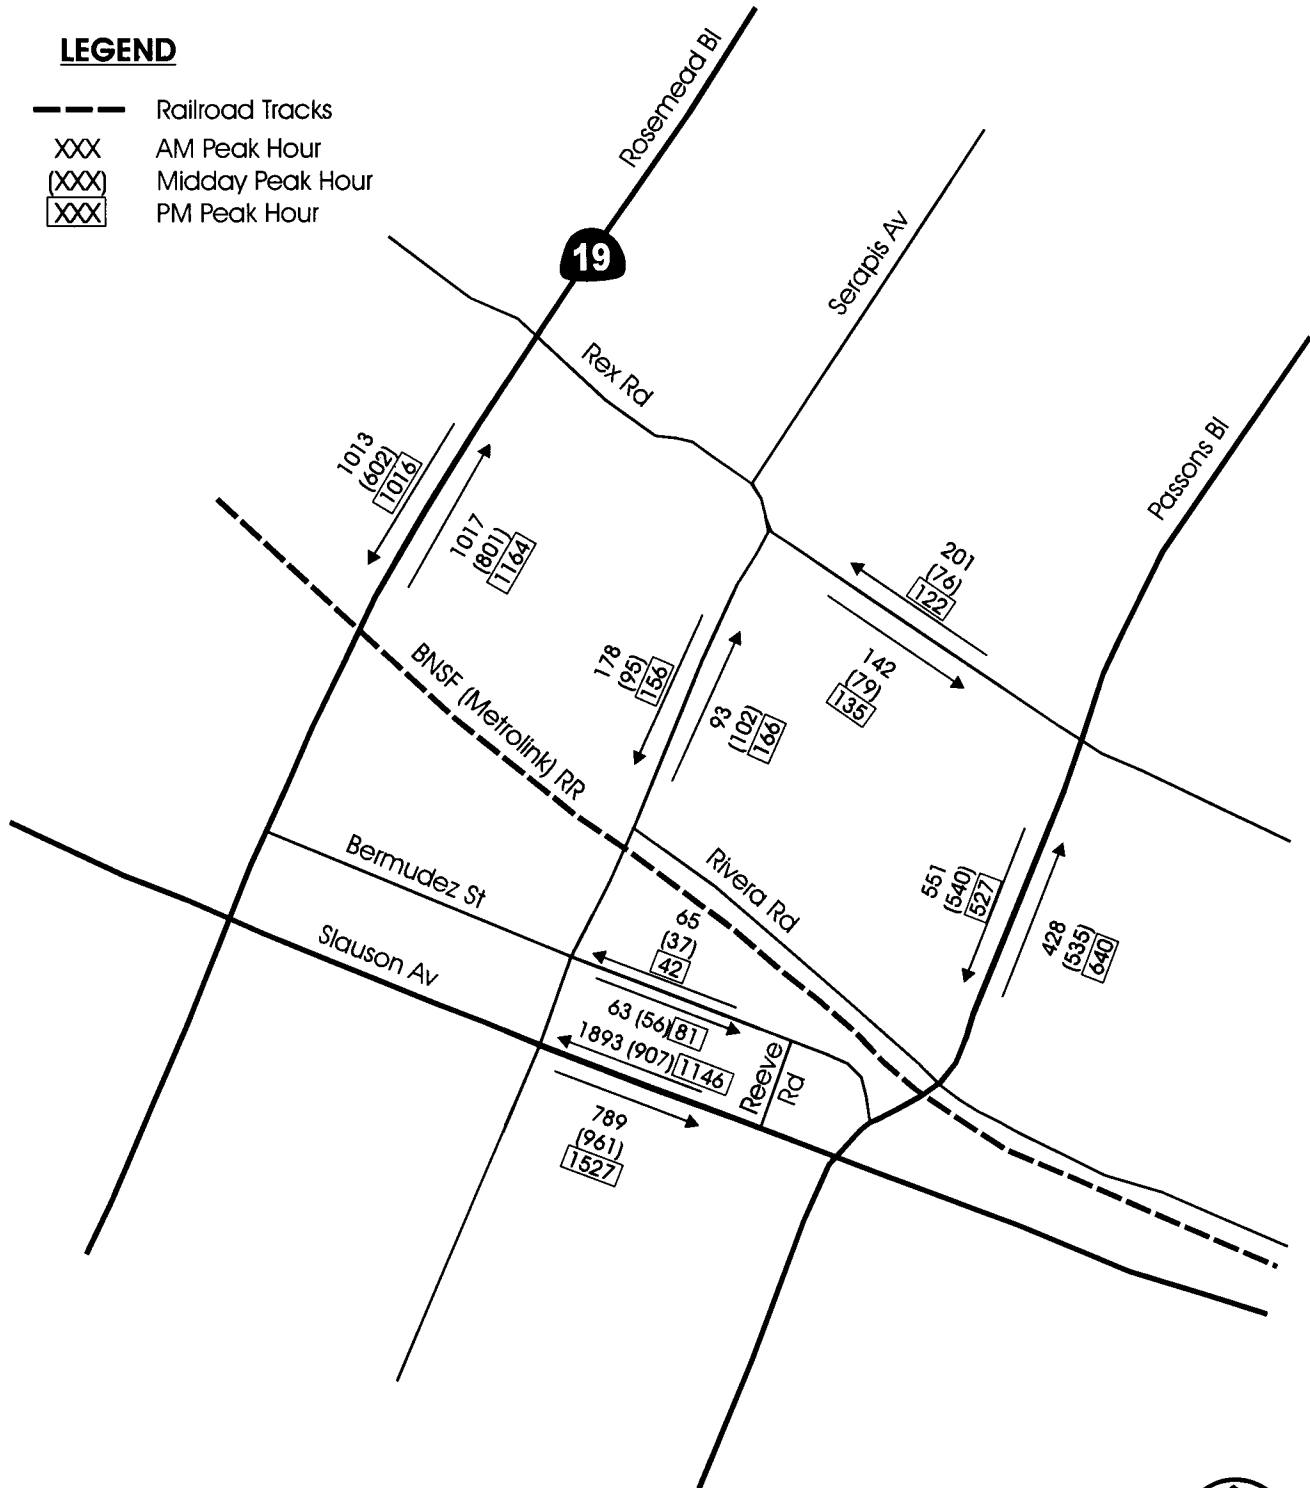 LEGEND
Railroad Tracks
XXX AM Peak Hour
(XXX) Midday Peak Hour
XXX PM Peak Hour
Rosemead Bl
19
Serapis Av
Rex Rd
Passons Bl
1013
(602)
1016
1017
(801)
1164
201
(76)
122
142
(79)
135
178
(95)
156
93
(102)
166
BNSF (Metrolink) RR
Bermudez St
Rivera Rd
551
(540)
527
428
(535)
640
Slauson Av
65
(37)
42
63 (56) 81
1893 (907) 1146
Reeve
Rd
789
(961)
1527